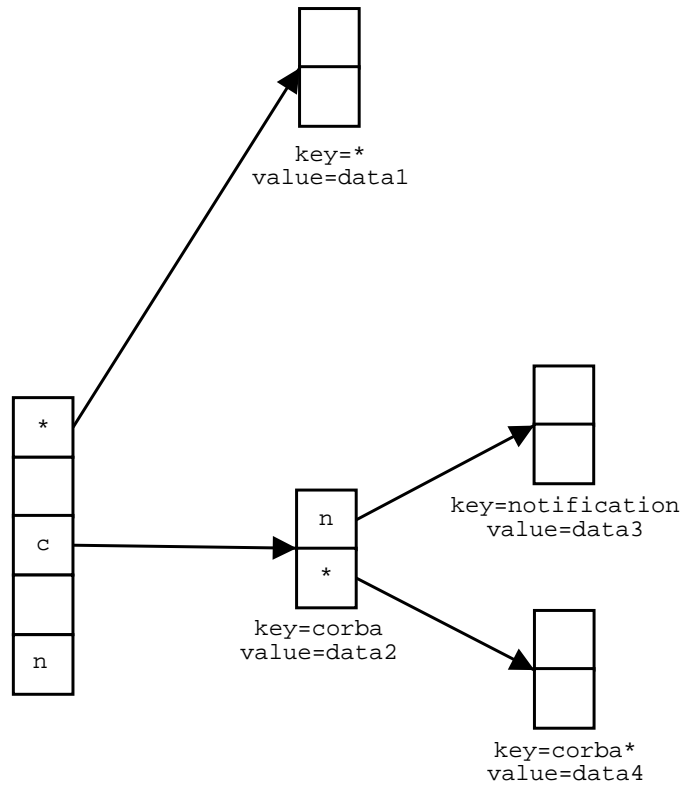 key=*
value=data1
*
c
n
n
*
key=corba
value=data2
key=notification
value=data3
key=corba*
value=data4